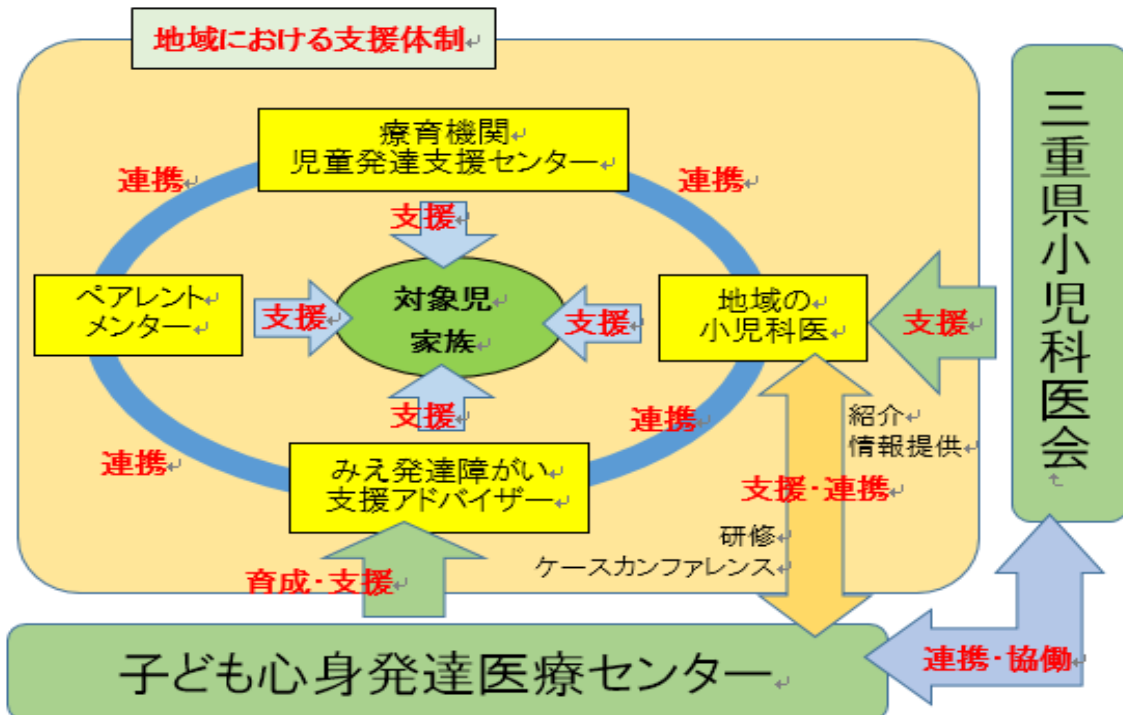 地域における支援体制
療育機関
児童発達支援センター
連携
連携
支援
ペアレント
メンター
支援
対象児
家族
支援
地域の
小児科医
支援
支援
連携
連携
みえ発達障がい
支援アドバイザー
紹介
情報提供
支援・連携
研修
ケースカンファレンス
育成・支援
三重県小児科医会
子ども心身発達医療センター
連携・協働